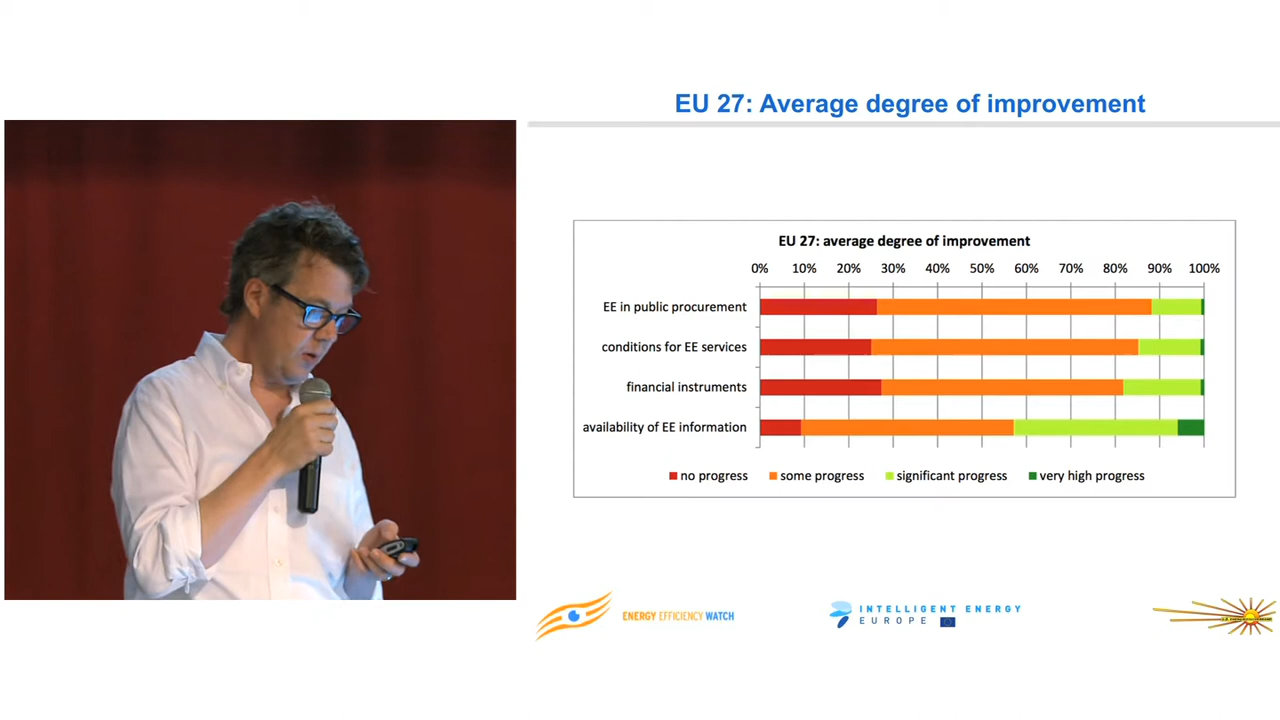 EU 27: Average degree of improvement
EU 27: average degree of improvement
0% 10% 20% 30% 40% 50% 60% 70% 80% 90% 100%
EE in public procurement
conditions for EE services
financial instruments
availability of EE information
no progress some progress significant progress very high progress
ENERGY EFFICIENCY WATCH
INTELLIGENT ENERGY
EUROPE